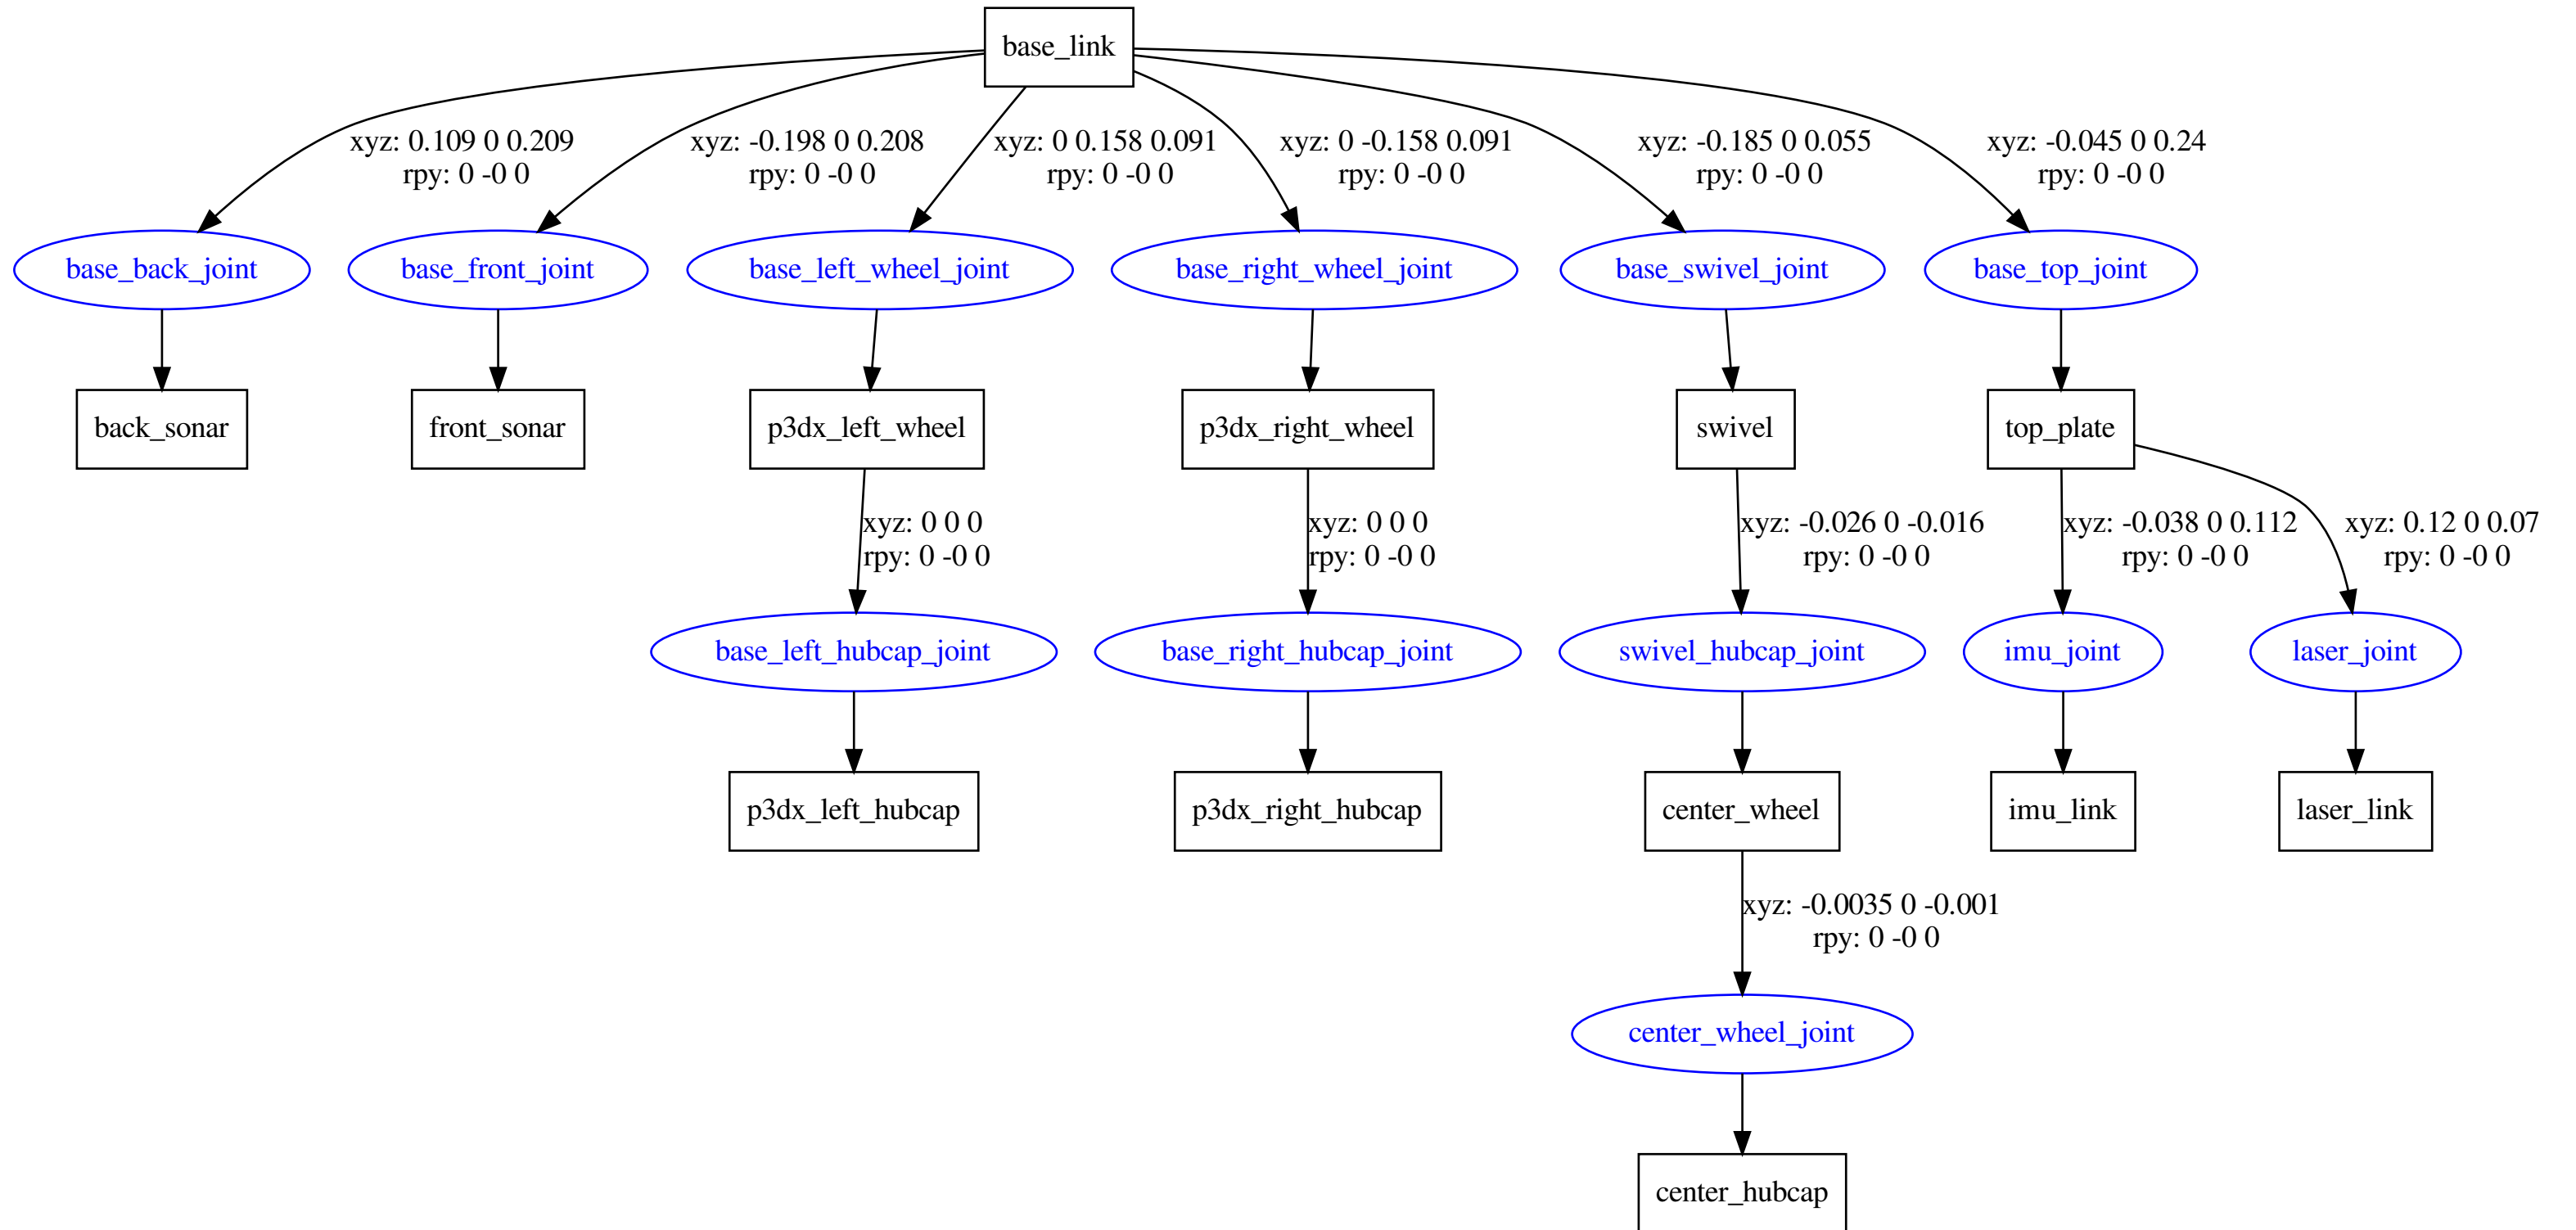 base_link
xyz: 0.109 0 0.209
rpy: 0 -0 0
xyz: -0.198 0 0.208
rpy: 0 -0 0
xyz: 0 0.158 0.091
rpy: 0 -0 0
xyz: 0 -0.158 0.091
rpy: 0 -0 0
xyz: -0.185 0 0.055
rpy: 0 -0 0
xyz: -0.045 0 0.24
rpy: 0 -0 0
base_back_joint
base_front_joint
base_left_wheel_joint
base_right_wheel_joint
base_swivel_joint
base_top_joint
back_sonar
front_sonar
p3dx_left_wheel
p3dx_right_wheel
swivel
top_plate
xyz: 0 0 0
rpy: 0 -0 0
xyz: 0 0 0
rpy: 0 -0 0
xyz: -0.026 0 -0.016
rpy: 0 -0 0
xyz: -0.038 0 0.112
rpy: 0 -0 0
xyz: 0.12 0 0.07
rpy: 0 -0 0
base_left_hubcap_joint
base_right_hubcap_joint
swivel_hubcap_joint
imu_joint
laser_joint
p3dx_left_hubcap
p3dx_right_hubcap
center_wheel
imu_link
laser_link
xyz: -0.0035 0 -0.001
rpy: 0 -0 0
center_wheel_joint
center_hubcap